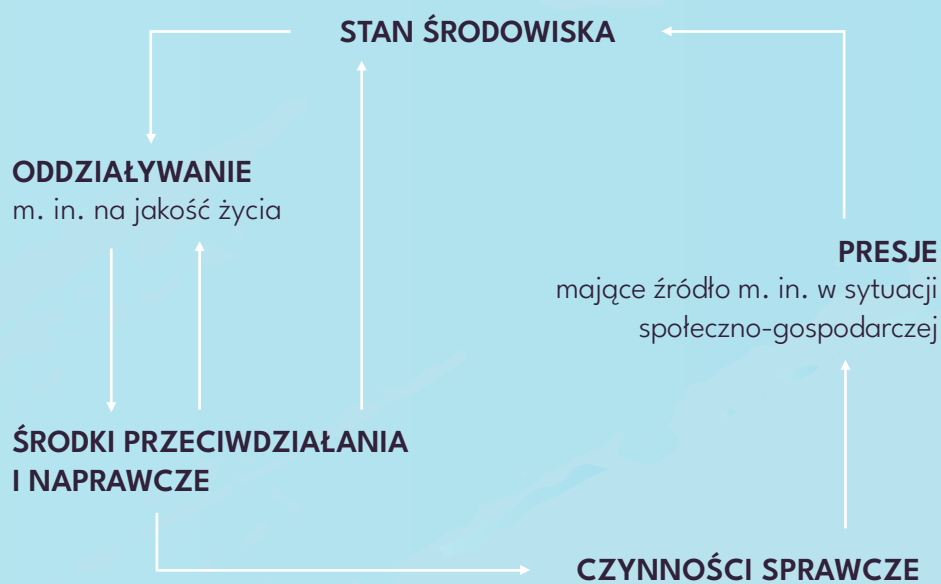 STAN ŚRODOWISKA
ODDZIAŁYWANIE
m. in. na jakość życia
PRESJE
mające źródło m. in. w sytuacji
społeczno-gospodarczej
ŚRODKI PRZECIWDZIAŁANIA
I NAPRAWCZE
CZYNNOŚCI SPRAWCZE